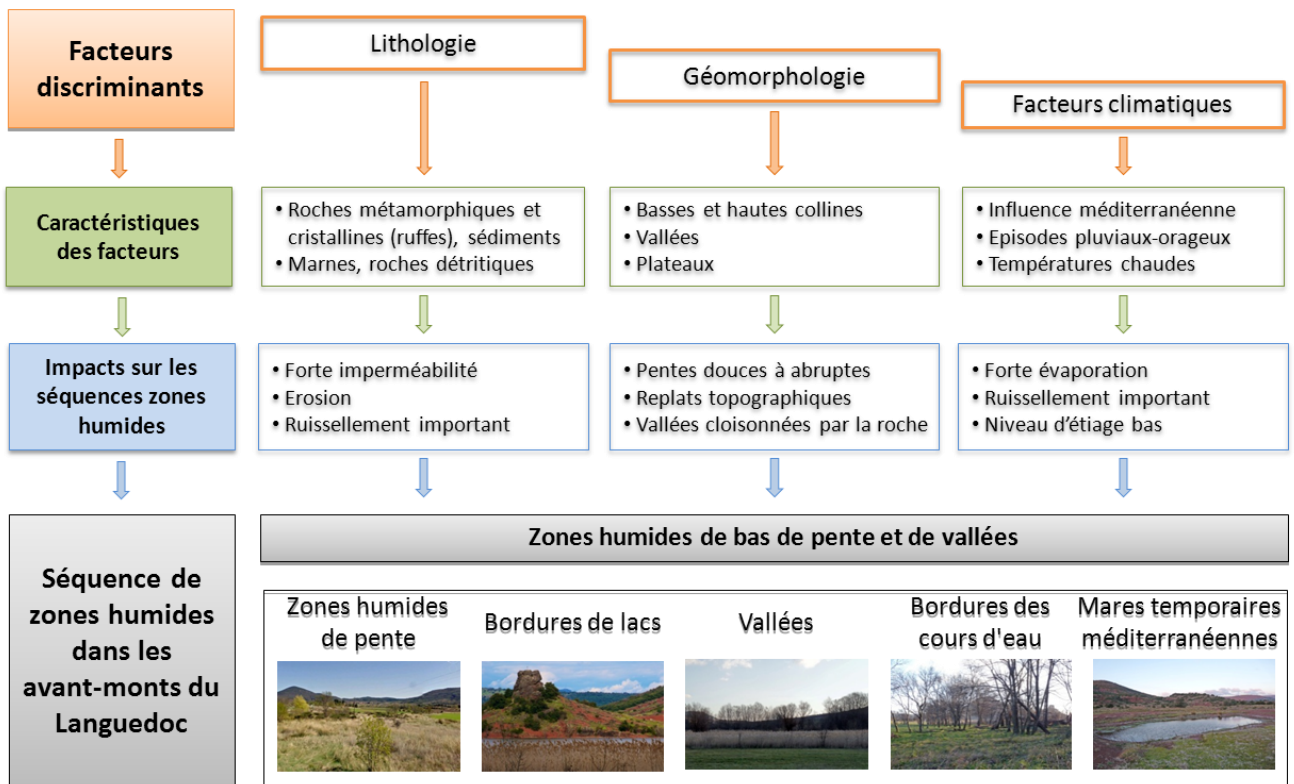 Facteurs
discriminants
Lithologie
Géomorphologie
Facteurs climatiques
Caractéristiques
des facteurs
• Roches métamorphiques et
cristallines (ruffes), sédiments
• Marnes, roches détritiques
• Basses et hautes collines
• Vallées
• Plateaux
• Influence méditerranéenne
• Episodes pluviaux-orageux
• Températures chaudes
Impacts sur les
séquences zones
humides
• Forte imperméabilité
• Erosion
• Ruissellement important
• Pentes douces à abruptes
• Replats topographiques
• Vallées cloisonnées par la roche
• Forte évaporation
• Ruissellement important
• Niveau d'étiage bas
Séquence de
zones humides
dans les
avant-monts du
Languedoc
Zones humides de bas de pente et de vallées
Zones humides
de pente
Bordures de lacs
Vallées
Bordures des
cours d'eau
Mares temporaires
méditerranéennes